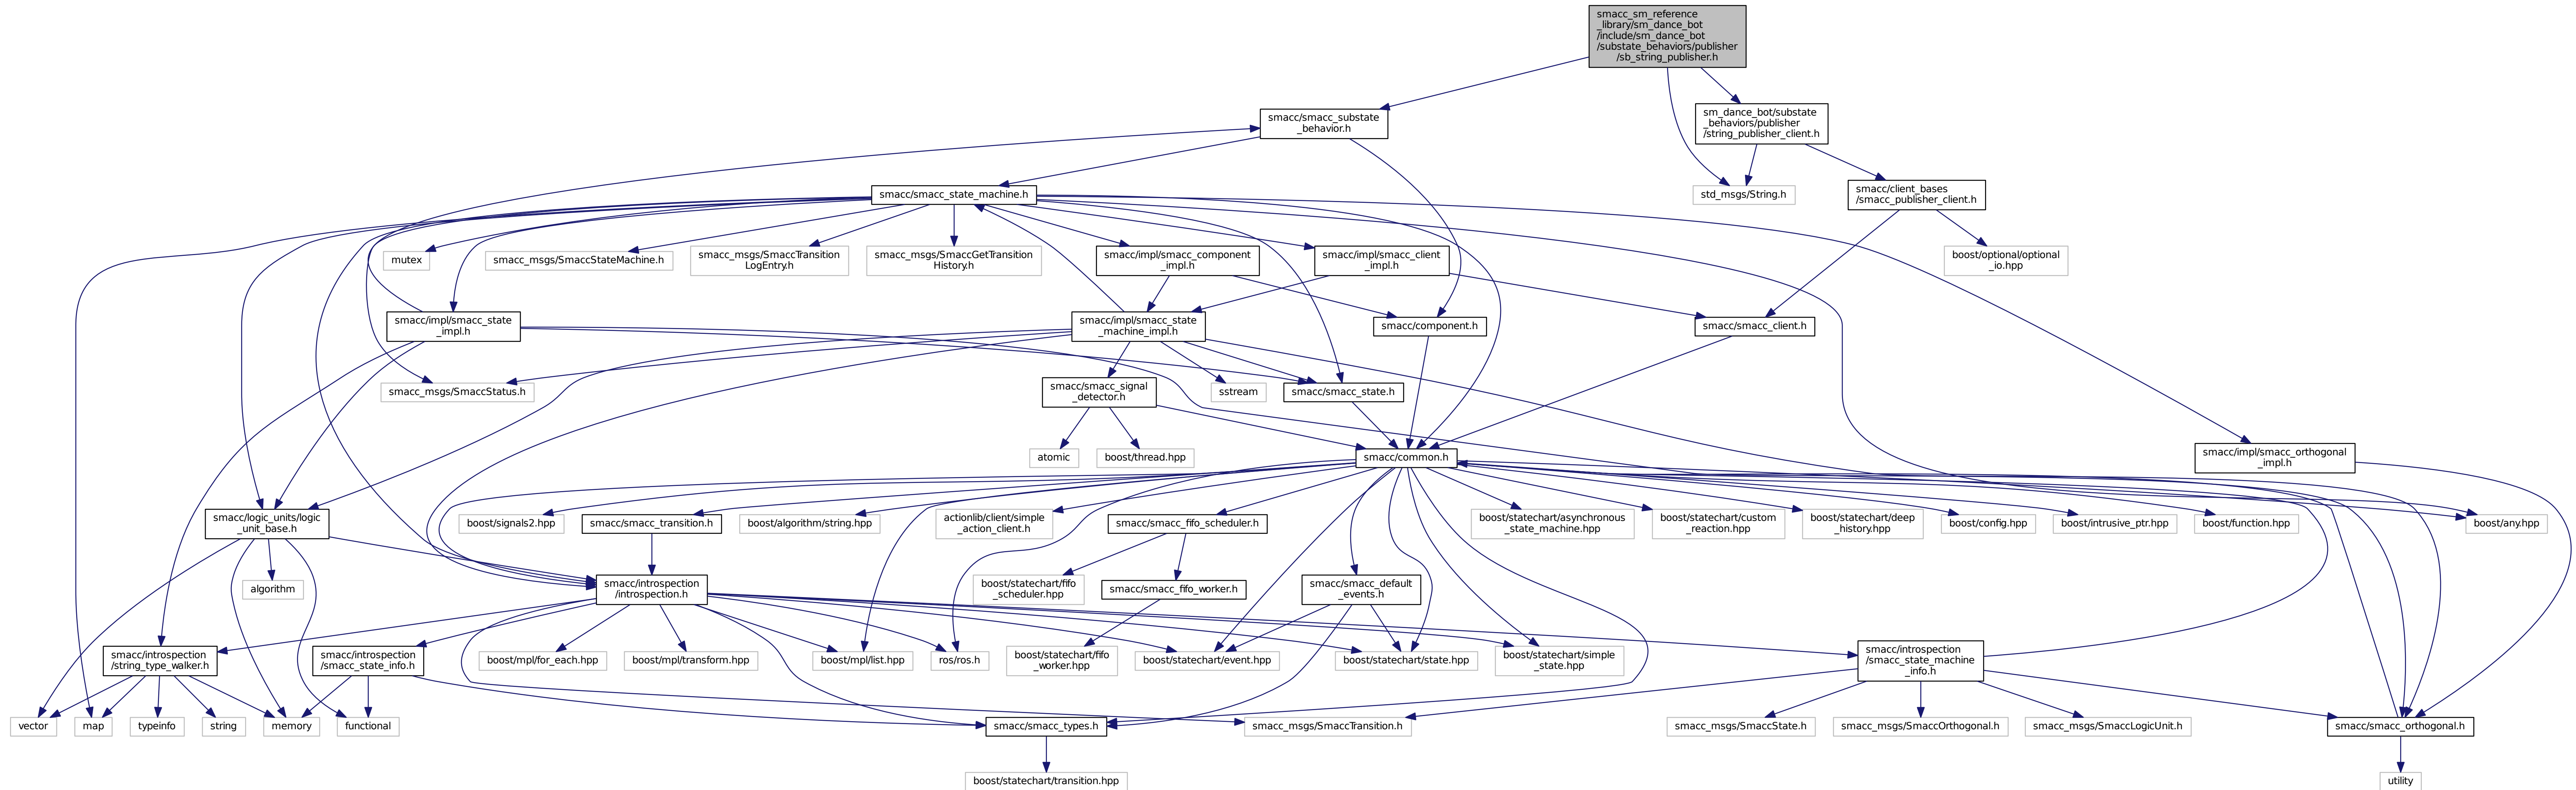 smacc_sm_reference
_library/sm_dance_bot
/include/sm_dance_bot
/substate_behaviors/publisher
/sb_string_publisher.h
smacc/smacc_substate
_behavior.h
sm_dance_bot/substate
_behaviors/publisher
/string_publisher_client.h
smacc/smacc_state_machine.h
std_msgs/String.h
smacc/client_bases
/smacc_publisher_client.h
mutex
smacc_msgs/SmaccStateMachine.h
smacc_msgs/SmaccTransition
LogEntry.h
smacc_msgs/SmaccGetTransition
History.h
smacc/impl/smacc_component
_impl.h
smacc/impl/smacc_client
_impl.h
boost/optional/optional
_io.hpp
smacc/impl/smacc_state
_impl.h
smacc/impl/smacc_state
_machine_impl.h
smacc/component.h
smacc/smacc_client.h
smacc_msgs/SmaccStatus.h
smacc/smacc_signal
_detector.h
sstream
smacc/smacc_state.h
atomic
boost/thread.hpp
smacc/common.h
smacc/impl/smacc_orthogonal
_impl.h
smacc/logic_units/logic
_unit_base.h
boost/signals2.hpp
smacc/smacc_transition.h
boost/algorithm/string.hpp
actionlib/client/simple
_action_client.h
smacc/smacc_fifo_scheduler.h
boost/statechart/asynchronous
_state_machine.hpp
boost/statechart/custom
_reaction.hpp
boost/statechart/deep
_history.hpp
boost/config.hpp
boost/intrusive_ptr.hpp
boost/function.hpp
boost/any.hpp
algorithm
smacc/introspection
/introspection.h
boost/statechart/fifo
_scheduler.hpp
smacc/smacc_fifo_worker.h
smacc/smacc_default
_events.h
smacc/introspection
/string_type_walker.h
smacc/introspection
/smacc_state_info.h
boost/mpl/for_each.hpp
boost/mpl/transform.hpp
boost/mpl/list.hpp
ros/ros.h
boost/statechart/fifo
_worker.hpp
boost/statechart/event.hpp
boost/statechart/state.hpp
boost/statechart/simple
_state.hpp
smacc/introspection
/smacc_state_machine
_info.h
vector
map
typeinfo
string
memory
functional
smacc/smacc_types.h
smacc_msgs/SmaccTransition.h
smacc_msgs/SmaccState.h
smacc_msgs/SmaccOrthogonal.h
smacc_msgs/SmaccLogicUnit.h
smacc/smacc_orthogonal.h
boost/statechart/transition.hpp
utility